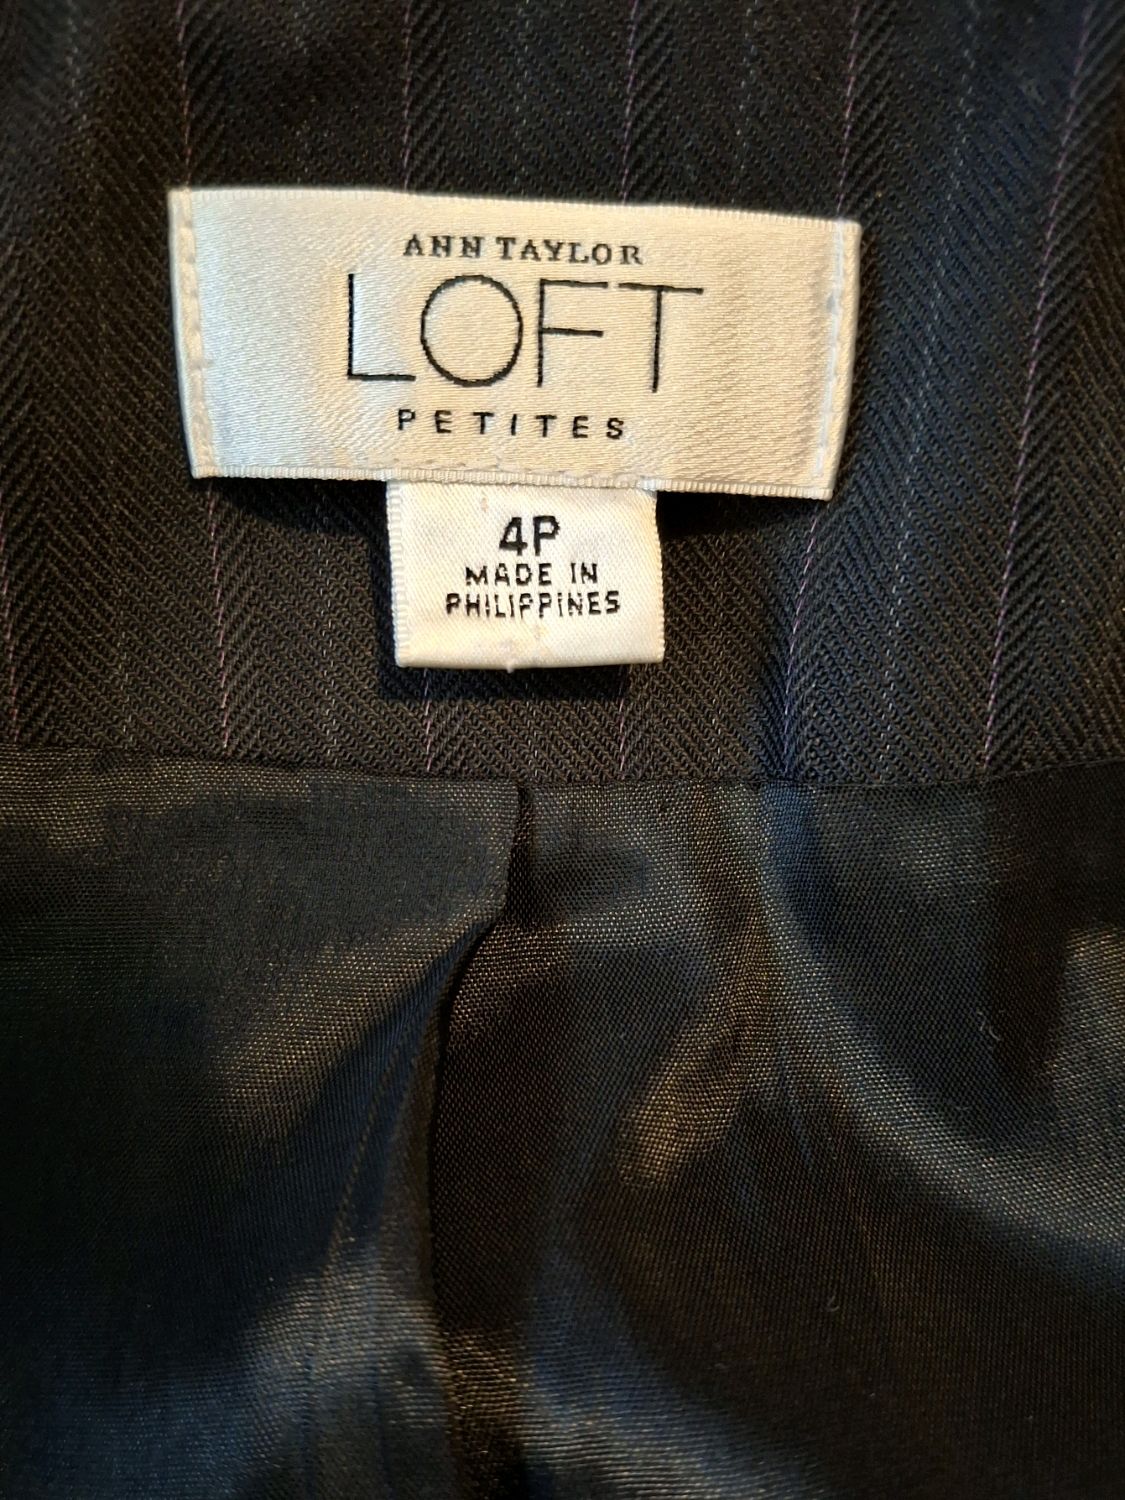 ANN TAYLOR
LOFT
PETITES
4P
MADE IN
PHILIPPINES